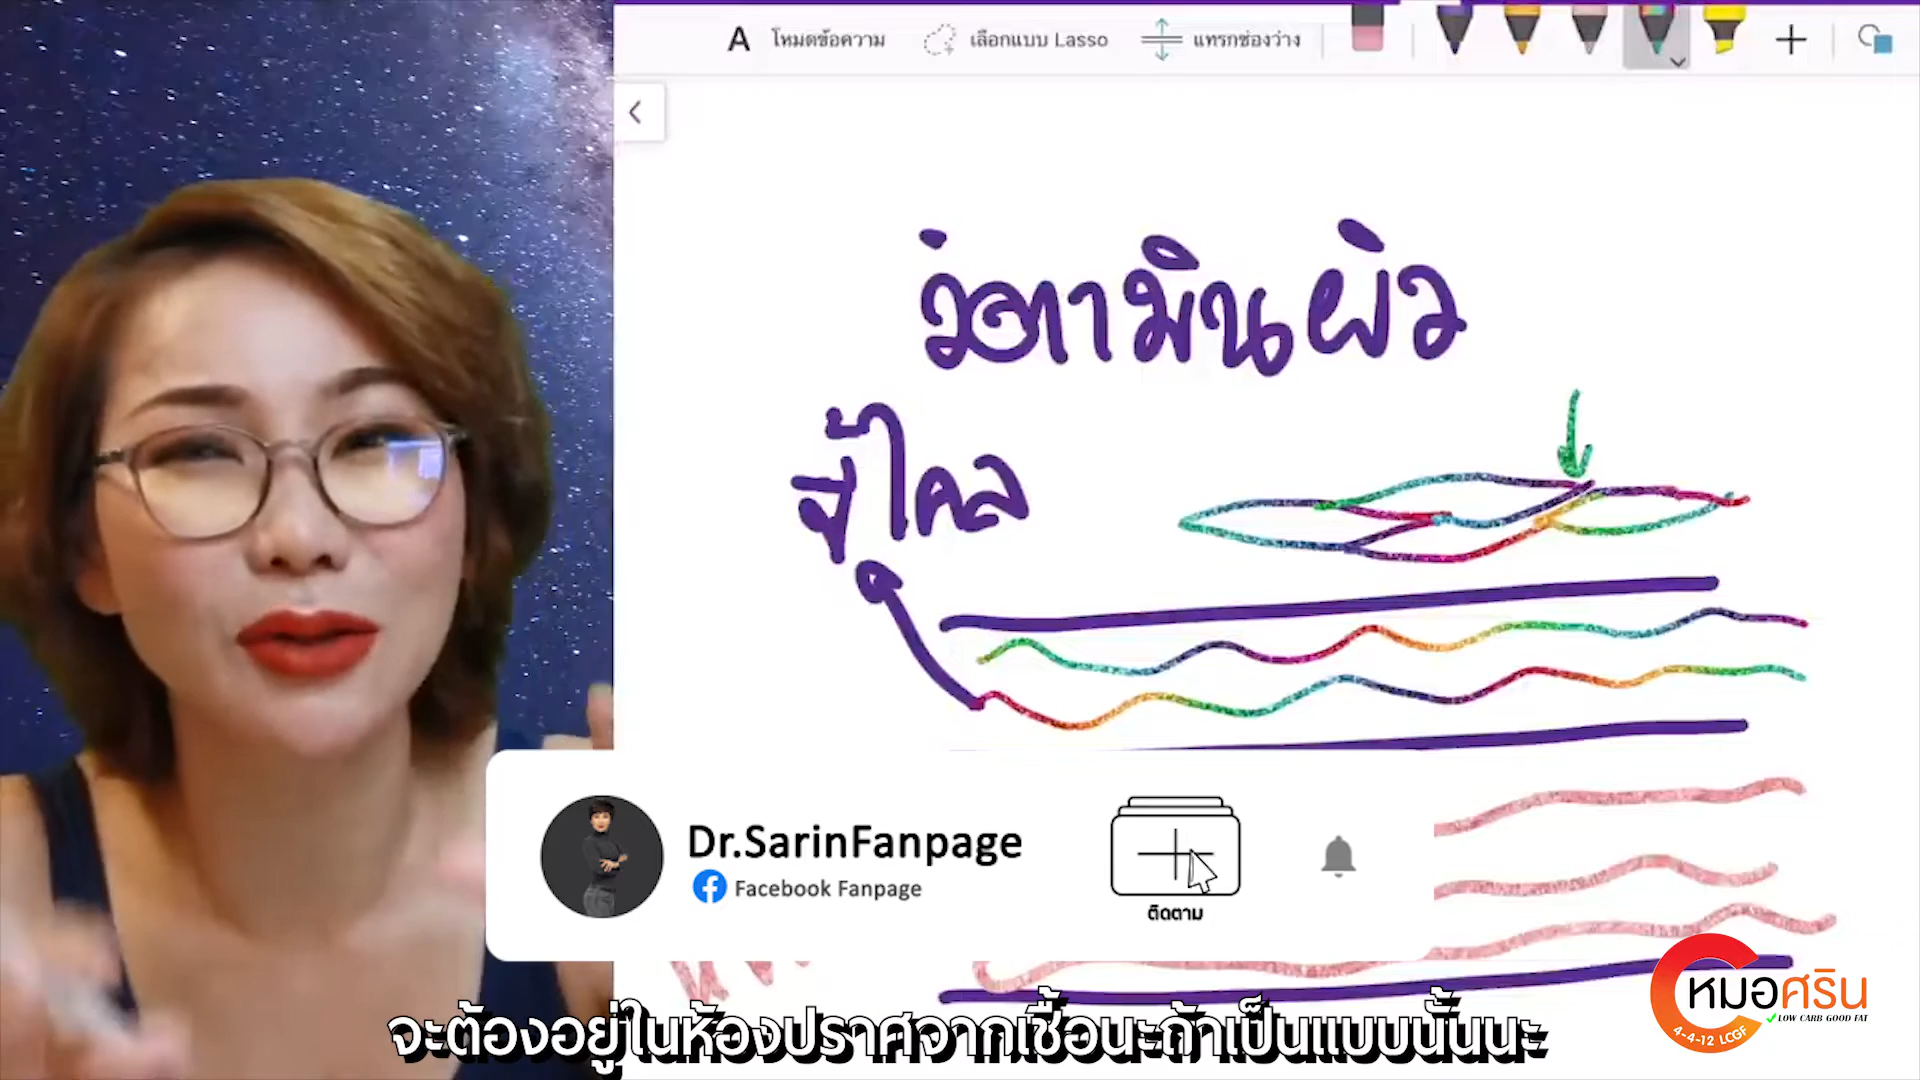 A โหมดข้อความ เลือกแบบ Lasso แทรกช่องว่าง
วิตามินผิว
ขี้ไคล
Dr.SarinFanpage
Facebook Fanpage
ติดตาม
หมอศริน
LOW CARB GOOD FAT
4-4-12 LCGF
จะต้องอยู่ในห้องปราศจากเชื้อนะถ้าเป็นแบบนั้นนะ